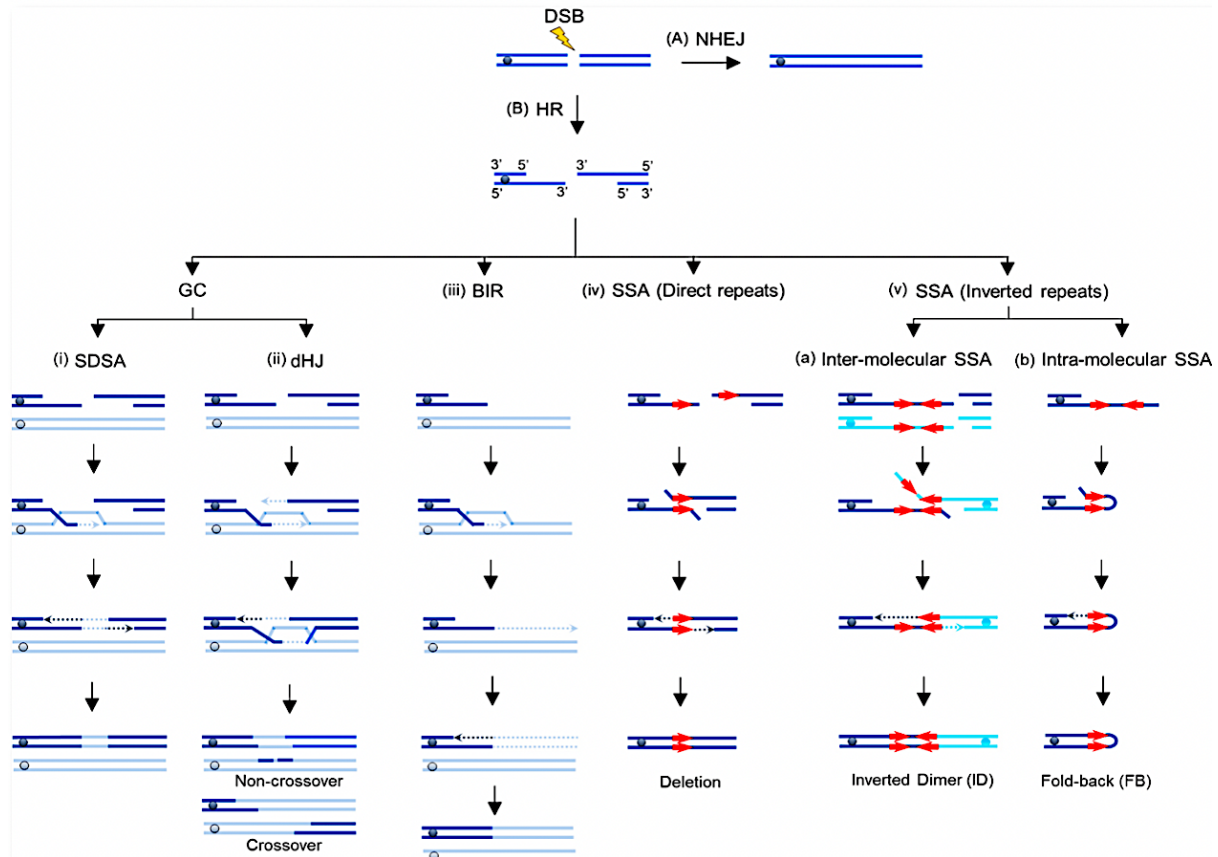 DSB
(A) NHEJ
(B) HR
3' 5' 3' 5'
5' 3' 5' 3'
GC
(iii) BIR
(iv) SSA (Direct repeats)
(v) SSA (Inverted repeats)
(i) SDSA
(ii) dHJ
(a) Inter-molecular SSA
(b) Intra-molecular SSA
Non-crossover
Deletion
Inverted Dimer (ID)
Fold-back (FB)
Crossover